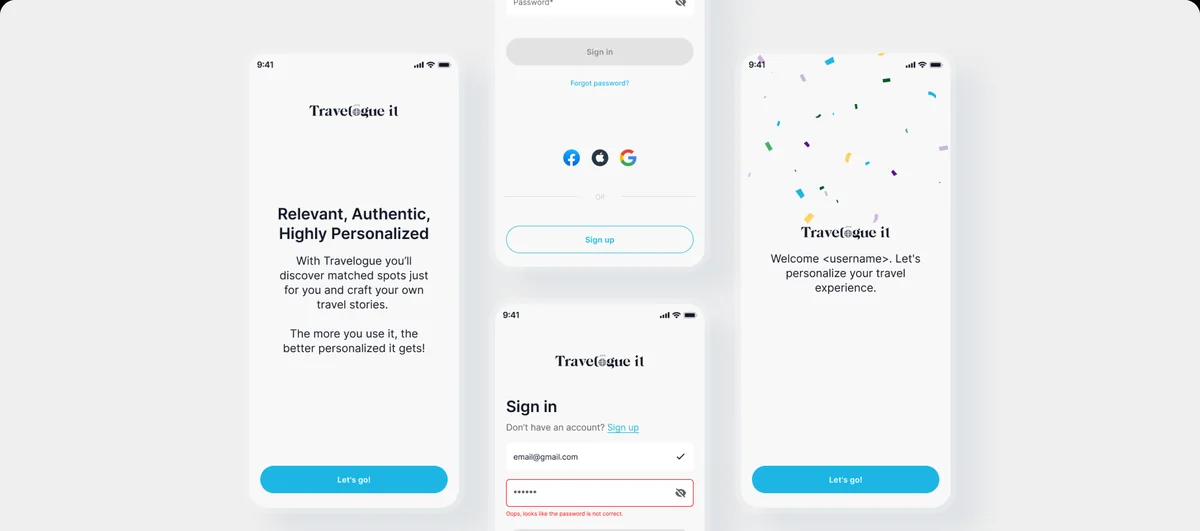 9:41
Travelogue it
Relevant, Authentic,
Highly Personalized
With Travelogue you'll
discover matched spots just
for you and craft your own
travel stories.
The more you use it, the
better personalized it gets!
Let's go!
Password*
Sign in
Forgot password?
OR
Sign up
9:41
Travelogue it
Sign in
Don't have an account? Sign up
email@gmail.com
••••••
Oops, looks like the password is not correct.
9:41
Travelogue it
Welcome <username>. Let's
personalize your travel
experience.
Let's go!